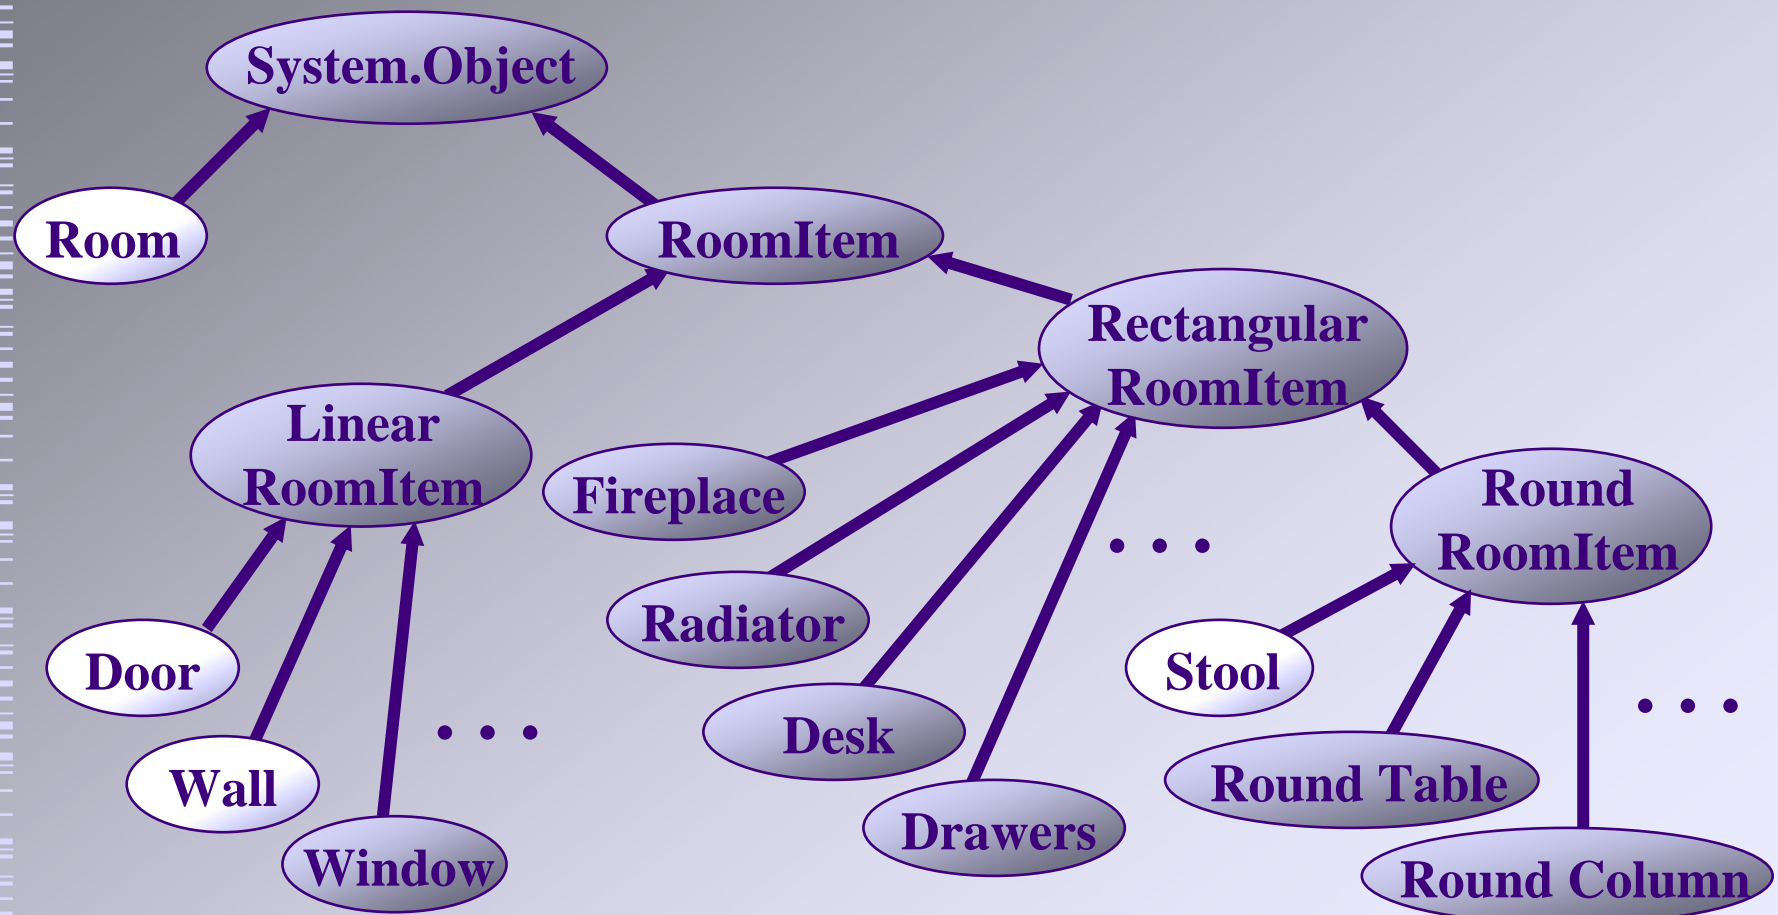 System.Object
Room
RoomItem
Rectangular
RoomItem
Linear
RoomItem
Fireplace
Round
RoomItem
. . .
Radiator
Door
Stool
. . .
. . .
Desk
Wall
Round Table
Drawers
Window
Round Column